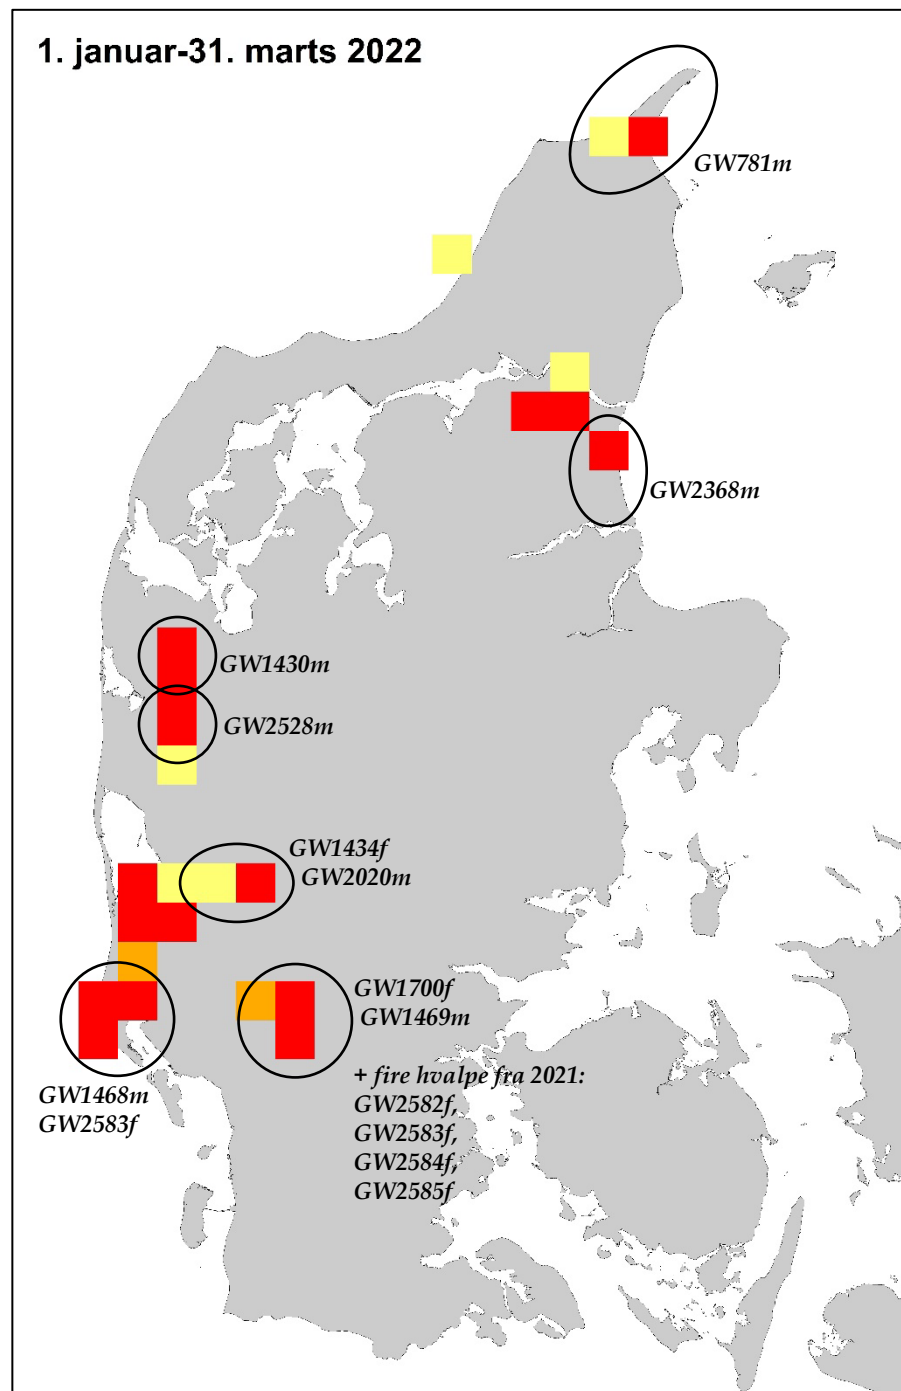 1. januar-31. marts 2022
GW781m
GW2368m
GW1430m
GW2528m
GW1434f
GW2020m
GW1700f
GW1469m
+ fire hvalpe fra 2021:
GW2582f,
GW2583f,
GW2584f,
GW2585f
GW1468m
GW2583f